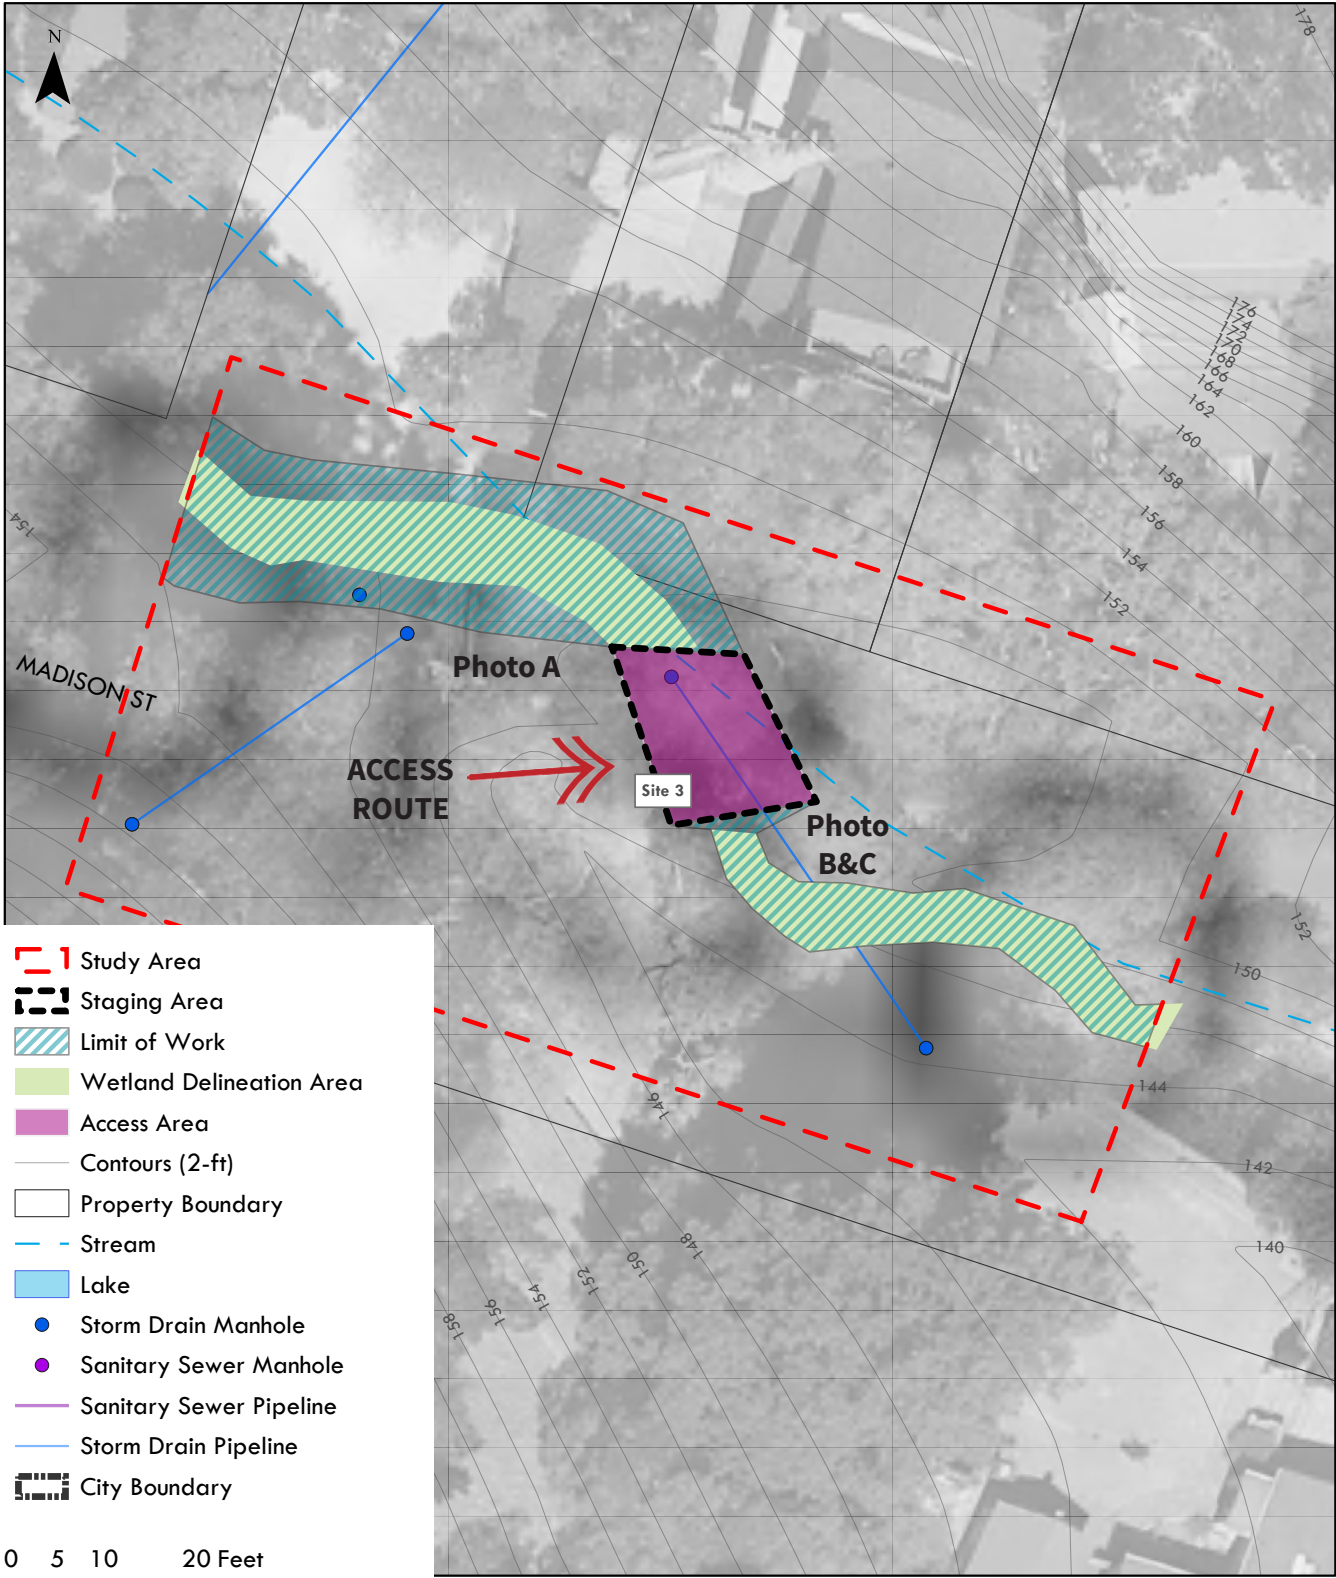 N
178
176
174
172
170
168
166
164
162
160
158
156
154
152
154
MADISON ST
Photo A
ACCESS
ROUTE
Site 3
Photo
B&C
152
150
144
142
140
146
148
150
152
154
156
158
Study Area
Staging Area
Limit of Work
Wetland Delineation Area
Access Area
Contours (2-ft)
Property Boundary
Stream
Lake
Storm Drain Manhole
Sanitary Sewer Manhole
Sanitary Sewer Pipeline
Storm Drain Pipeline
City Boundary
0 5 10 20 Feet